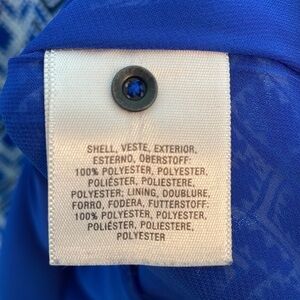 SHELL, VESTE, EXTERIOR,
ESTERNO, OBERSTOFF:
100% POLYESTER, POLYESTER,
POLIÉSTER, POLIESTERE,
POLYESTER; LINING, DOUBLURE,
FORRO, FODERA, FUTTERSTOFF:
100% POLYESTER, POLYESTER,
POLIÉSTER, POLIESTERE,
POLYESTER